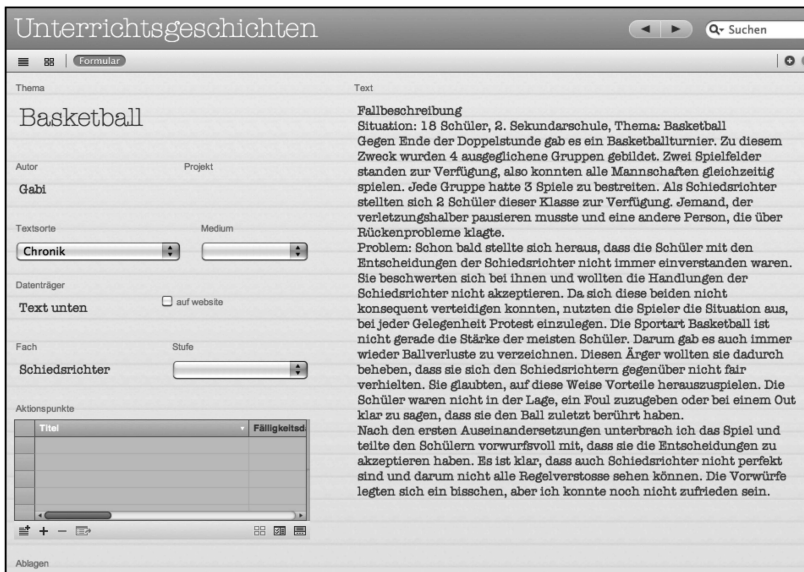 Unterrichtsgeschichten
Suchen
Formular
Thema
Basketball
Autor
Projekt
Gabi
Textsorte
Medium
Chronik
Datenträger
Text unten
auf website
Fach
Stufe
Schiedsrichter
Aktionspunkte
Titel
Fälligkeitsd
Ablagen
Text
Fallbeschreibung
Situation: 18 Schüler, 2. Sekundarschule, Thema: Basketball
Gegen Ende der Doppelstunde gab es ein Basketballturnier. Zu diesem
Zweck wurden 4 ausgeglichene Gruppen gebildet. Zwei Spielfelder
standen zur Verfügung, also konnten alle Mannschaften gleichzeitig
spielen. Jede Gruppe hatte 3 Spiele zu bestreiten. Als Schiedsrichter
stellten sich 2 Schüler dieser Klasse zur Verfügung. Jemand, der
verletzungshalber pausieren musste und eine andere Person, die über
Rückenprobleme klagte.
Problem: Schon bald stellte sich heraus, dass die Schüler mit den
Entscheidungen der Schiedsrichter nicht immer einverstanden waren.
Sie beschwerten sich bei ihnen und wollten die Handlungen der
Schiedsrichter nicht akzeptieren. Da sich diese beiden nicht
konsequent verteidigen konnten, nutzten die Spieler die Situation aus,
bei jeder Gelegenheit Protest einzulegen. Die Sportart Basketball ist
nicht gerade die Stärke der meisten Schüler. Darum gab es auch immer
wieder Ballverluste zu verzeichnen. Diesen Ärger wollten sie dadurch
beheben, dass sie sich den Schiedsrichtern gegenüber nicht fair
verhielten. Sie glaubten, auf diese Weise Vorteile herauszuspielen. Die
Schüler waren nicht in der Lage, ein Foul zuzugeben oder bei einem Out
klar zu sagen, dass sie den Ball zuletzt berührt haben.
Nach den ersten Auseinandersetzungen unterbrach ich das Spiel und
teilte den Schülern vorwurfsvoll mit, dass sie die Entscheidungen zu
akzeptieren haben. Es ist klar, dass auch Schiedsrichter nicht perfekt
sind und darum nicht alle Regelverstosse sehen können. Die Vorwürfe
legten sich ein bisschen, aber ich konnte noch nicht zufrieden sein.